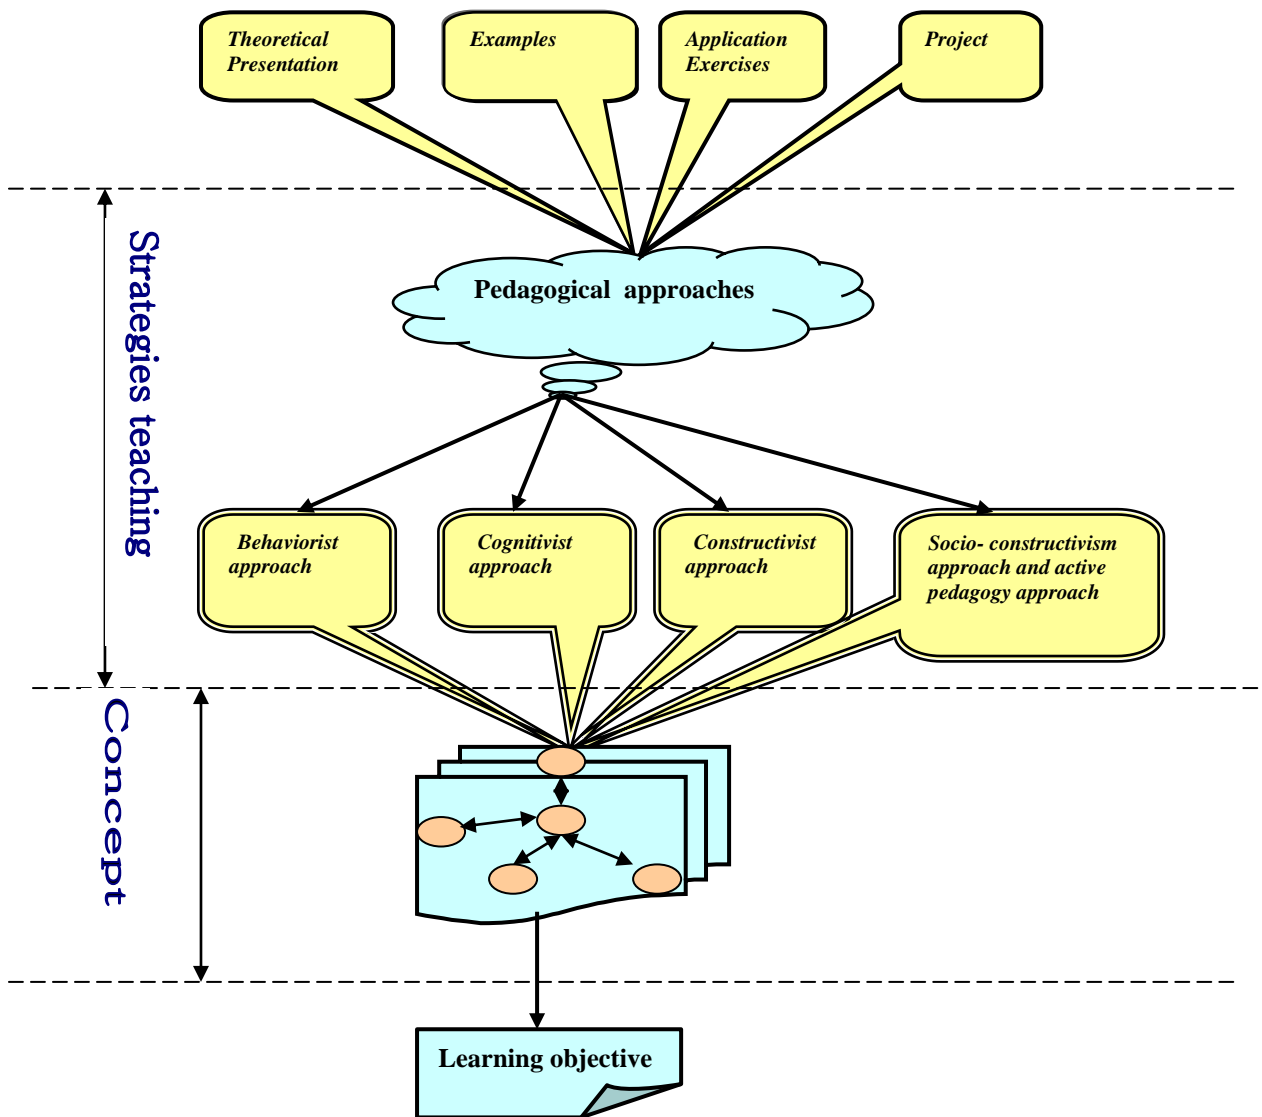 Theoretical
Presentation
Examples
Application
Exercises
Project
Strategies teaching
Pedagogical approaches
Behaviorist
approach
Cognitivist
approach
Constructivist
approach
Socio- constructivism
approach and active
pedagogy approach
Concept
Learning objective